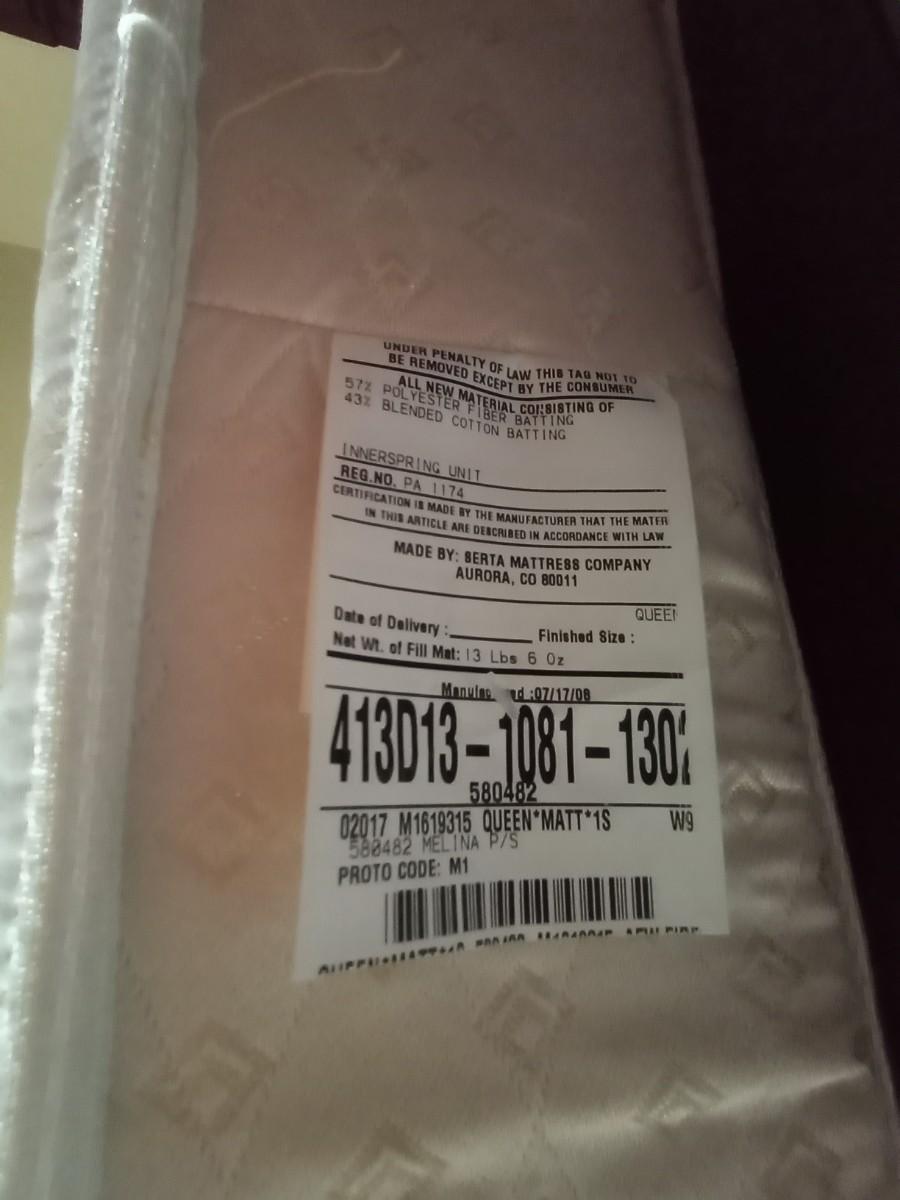 UNDER PENALTY OF LAW THIS TAG NOT TO
BE REMOVED EXCEPT BY THE CONSUMER
ALL NEW MATERIAL CONSISTING OF
57% POLYESTER FIBER BATTING
43% BLENDED COTTON BATTING
INNERSPRING UNIT
REG.NO. PA 1174
CERTIFICATION IS MADE BY THE MANUFACTURER THAT THE MATER
IN THIS ARTICLE ARE DESCRIBED IN ACCORDANCE WITH LAW
MADE BY: SERTA MATTRESS COMPANY
AURORA, CO 80011
QUEEN
Date of Delivery : Finished Size :
Net Wt. of Fill Mat: 13 Lbs 6 Oz
Manufac ed :07/17/08
413D13-1081-1302
580482
02017 M1619315 QUEEN*MATT*1S W9
580482 MELINA P/S
PROTO CODE: M1